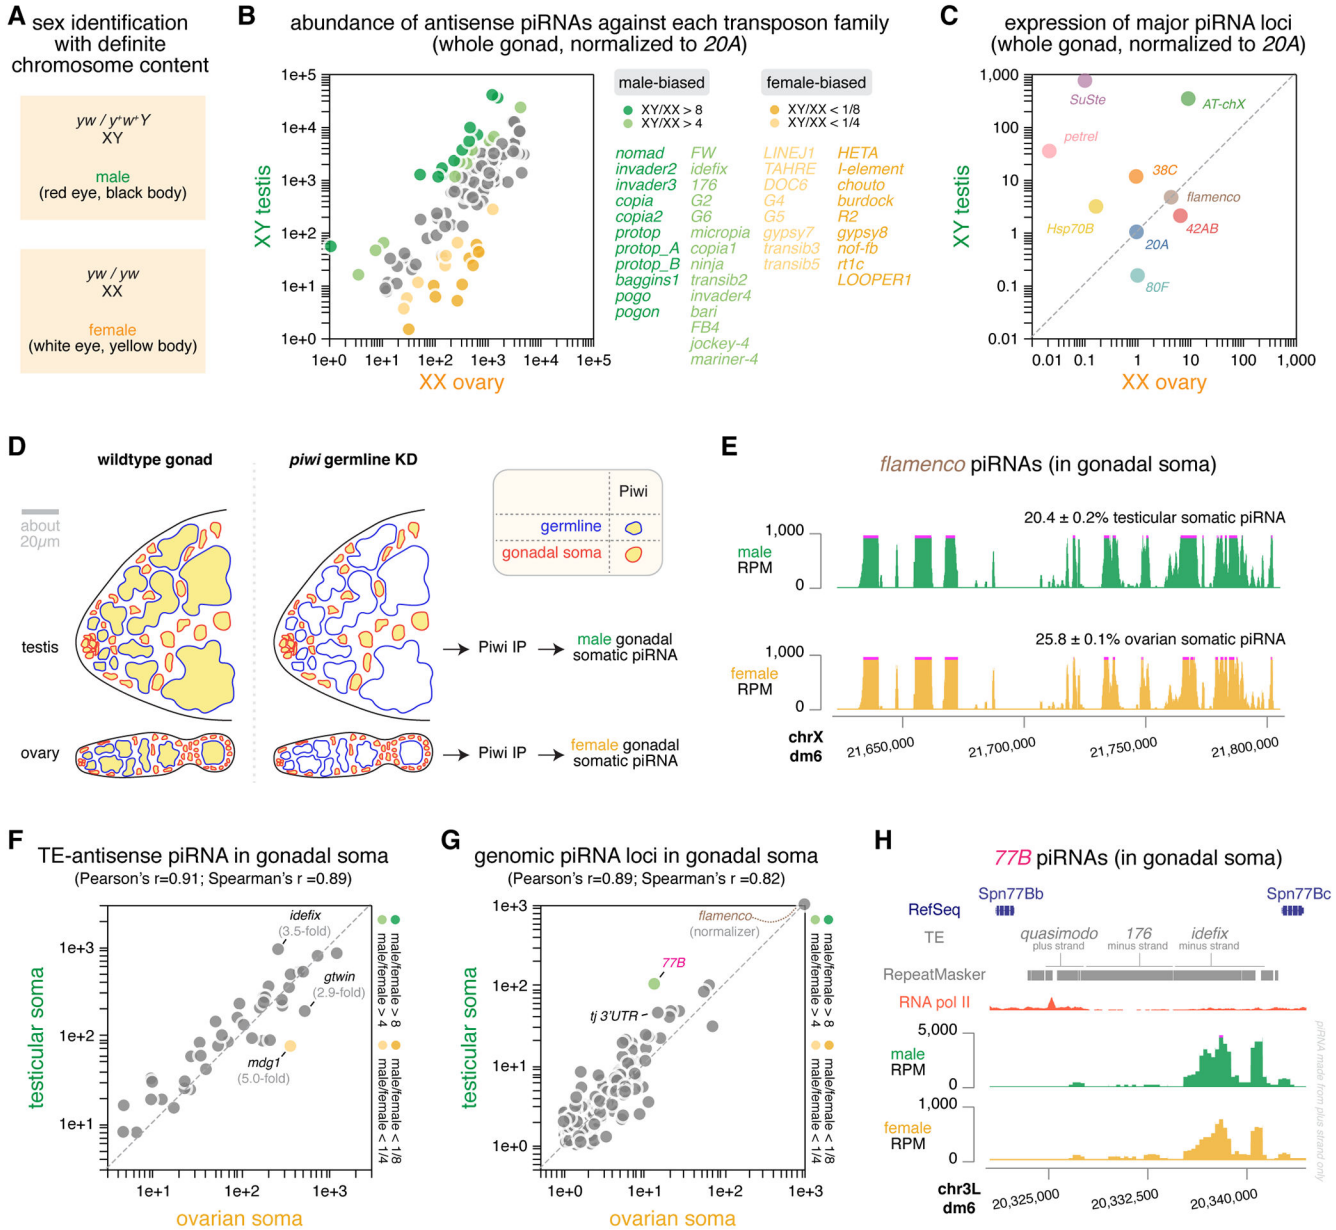 A
sex identification
with definite
chromosome content
yw / y+w+Y
XY
male
(red eye, black body)
yw / yw
XX
female
(white eye, yellow body)
B
abundance of antisense piRNAs against each transposon family
(whole gonad, normalized to 20A)
XY testis
1e+5
1e+4
1e+3
1e+2
1e+1
1e+0
1e+0 1e+1 1e+2 1e+3 1e+4 1e+5
XX ovary
male-biased
XY/XX > 8
XY/XX > 4
female-biased
XY/XX < 1/8
XY/XX < 1/4
nomad
invader2
invader3
copia
copia2
protop
protop_A
protop_B
baggins1
pogo
pogon
FW
idefix
176
G2
G6
micropia
copia1
ninja
transib2
invader4
bari
FB4
jockey-4
mariner-4
LINEJ1
TAHRE
DOC6
G4
G5
gypsy7
transib3
transib5
HETA
I-element
chouto
burdock
R2
gypsy8
nof-fb
rt1c
LOOPER1
C
expression of major piRNA loci
(whole gonad, normalized to 20A)
XY testis
1,000
100
10
1
0.1
0.01
0.01 0.1 1 10 100 1,000
XX ovary
SuSte
AT-chX
petrel
38C
flamenco
Hsp70B
42AB
20A
80F
D
wildtype gonad
piwi germline KD
about
20µm
Piwi
germline
gonadal soma
testis
Piwi IP
male gonadal
somatic piRNA
ovary
Piwi IP
female gonadal
somatic piRNA
E
flamenco piRNAs (in gonadal soma)
20.4 ± 0.2% testicular somatic piRNA
1,000
male
RPM
0
25.8 ± 0.1% ovarian somatic piRNA
1,000
female
RPM
0
chrX
dm6
21,650,000 21,700,000 21,750,000 21,800,000
F
TE-antisense piRNA in gonadal soma
(Pearson's r=0.91; Spearman's r =0.89)
testicular soma
1e+3
1e+2
1e+1
1e+1 1e+2 1e+3
ovarian soma
idefix
(3.5-fold)
gtwin
(2.9-fold)
mdg1
(5.0-fold)
male/female > 8
male/female > 4
male/female < 1/8
male/female < 1/4
G
genomic piRNA loci in gonadal soma
(Pearson's r=0.89; Spearman's r =0.82)
testicular soma
1e+3
1e+2
1e+1
1e+0
1e+0 1e+1 1e+2 1e+3
ovarian soma
flamenco
(normalizer)
77B
tj 3'UTR
male/female > 8
male/female > 4
male/female < 1/8
male/female < 1/4
H
77B piRNAs (in gonadal soma)
Spn77Bb
Spn77Bc
RefSeq
TE
quasimodo
plus strand
176
minus strand
idefix
minus strand
RepeatMasker
RNA pol II
5,000
male
RPM
0
1,000
female
RPM
0
piRNA made from plus strand only
chr3L
dm6
20,325,000 20,332,500 20,340,000